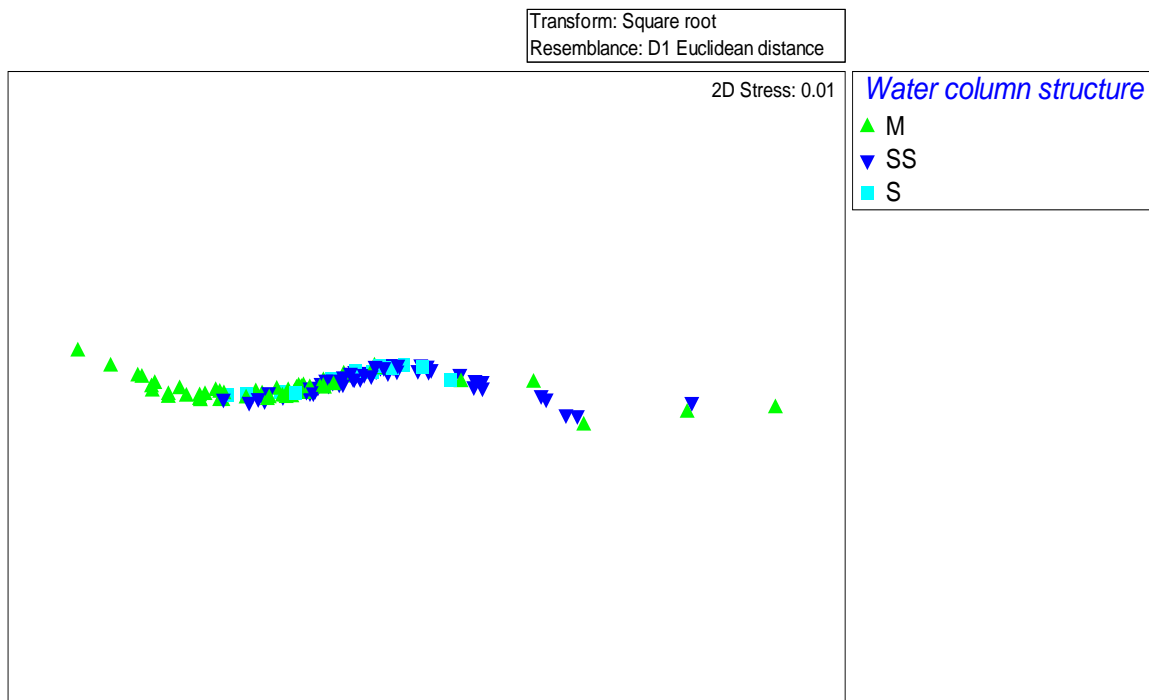 Transform: Square root
Resemblance: D1 Euclidean distance
2D Stress: 0.01
Water column structure
M
SS
S